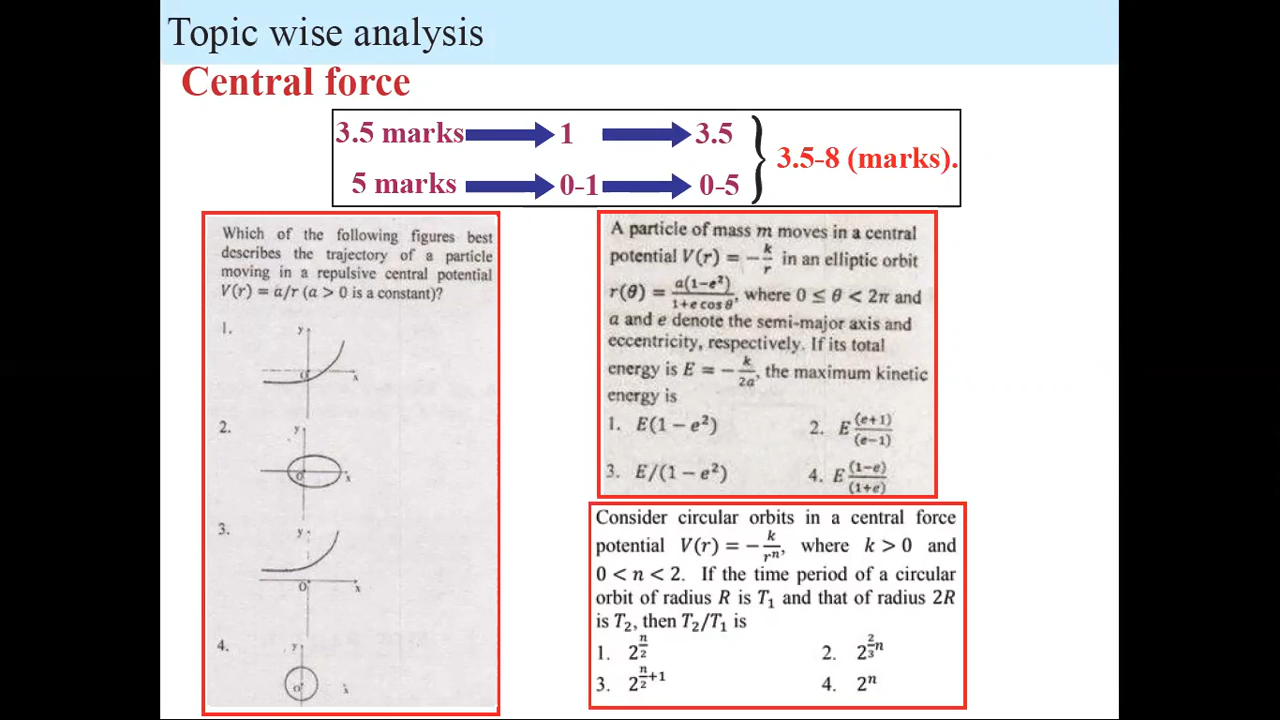 Topic wise analysis
Central force
3.5 marks 1 3.5
5 marks 0-1 0-5
3.5-8 (marks).
Which of the following figures best
describes the trajectory of a particle
moving in a repulsive central potential
V(r) = a/r (a > 0 is a constant)?
1.
y
O
x
2.
y
O
x
3.
y
O
x
4.
y
O
x
A particle of mass m moves in a central
potential V(r) = −k/r in an elliptic orbit
r(θ) = a(1−e²)/1+e cos θ, where 0 ≤ θ < 2π and
a and e denote the semi-major axis and
eccentricity, respectively. If its total
energy is E = −k/2a, the maximum kinetic
energy is
1. E(1 − e²) 2. E (e+1)/(e−1)
3. E/(1 − e²) 4. E (1−e)/(1+e)
Consider circular orbits in a central force
potential V(r) = −k/rⁿ, where k > 0 and
0 < n < 2. If the time period of a circular
orbit of radius R is T₁ and that of radius 2R
is T₂, then T₂/T₁ is
1. 2^(n/2) 2. 2^(2/3 n)
3. 2^(n/2+1) 4. 2ⁿ